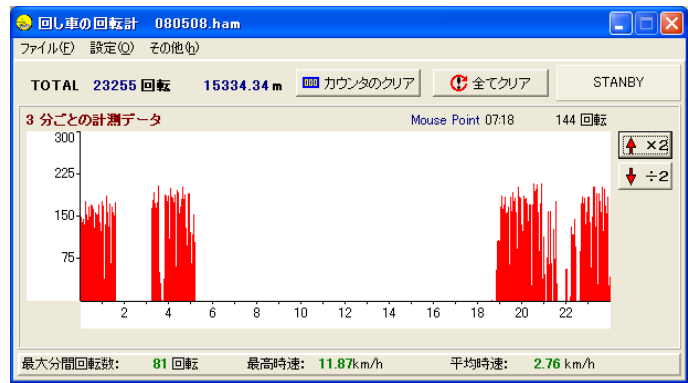 回し車の回転計 080508.ham
ファイル(F) 設定(O) その他(h)
TOTAL 23255 回転 15334.34 m カウンタのクリア 全てクリア STANBY
3 分ごとの計測データ Mouse Point 07:18 144 回転
300
225
150
75
×2
÷2
2 4 6 8 10 12 14 16 18 20 22
最大分間回転数: 81 回転 最高時速: 11.87km/h 平均時速: 2.76 km/h